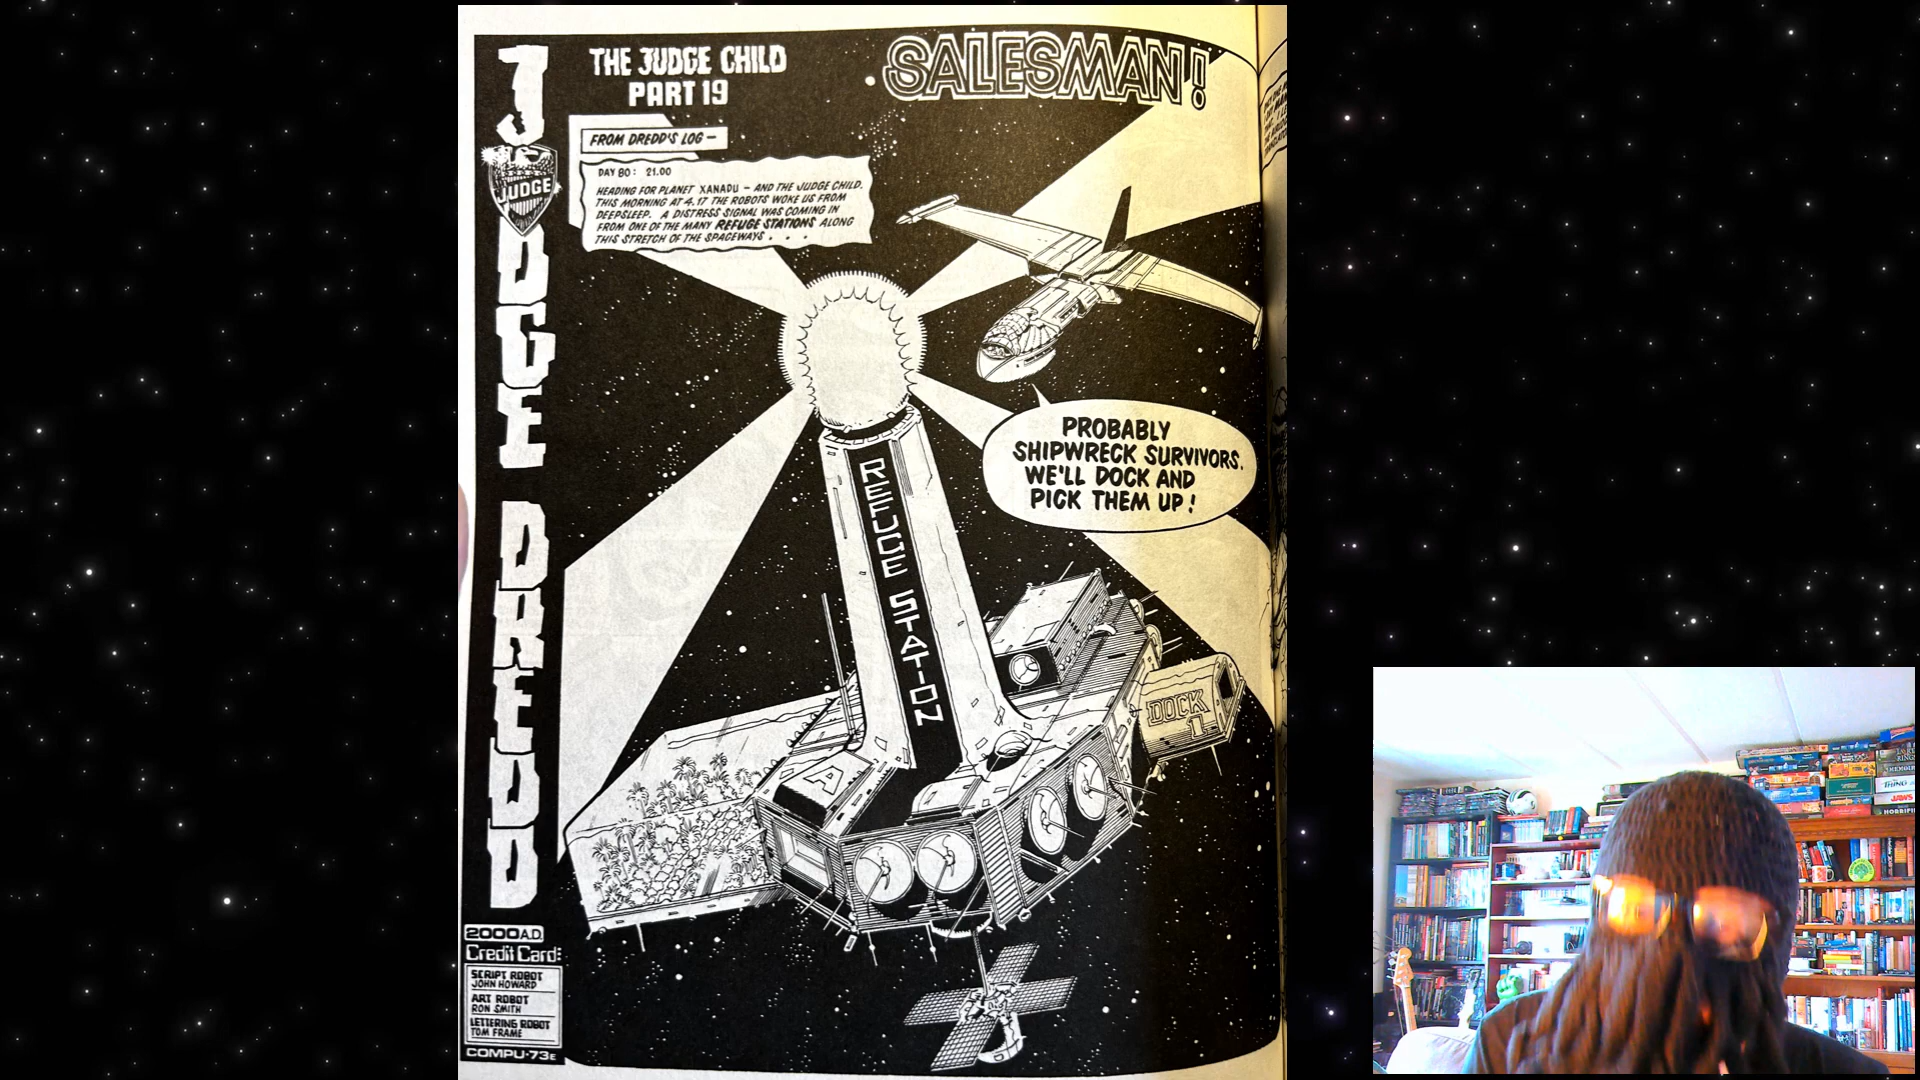 JUDGE DREDD
JUDGE
THE JUDGE CHILD
PART 19
SALESMAN!
FROM DREDD'S LOG –
DAY 80: 21.00
HEADING FOR PLANET XANADU – AND THE JUDGE CHILD.
THIS MORNING AT 4.17 THE ROBOTS WOKE US FROM
DEEPSLEEP. A DISTRESS SIGNAL WAS COMING IN
FROM ONE OF THE MANY REFUGE STATIONS ALONG
THIS STRETCH OF THE SPACEWAYS . . .
PROBABLY
SHIPWRECK SURVIVORS.
WE'LL DOCK AND
PICK THEM UP!
REFUGE STATION
DOCK
1
A
2000 A.D.
Credit Card:
SCRIPT ROBOT
JOHN HOWARD
ART ROBOT
RON SMITH
LETTERING ROBOT
TOM FRAME
COMPU·73E
THING
JAWS
HORRIFI